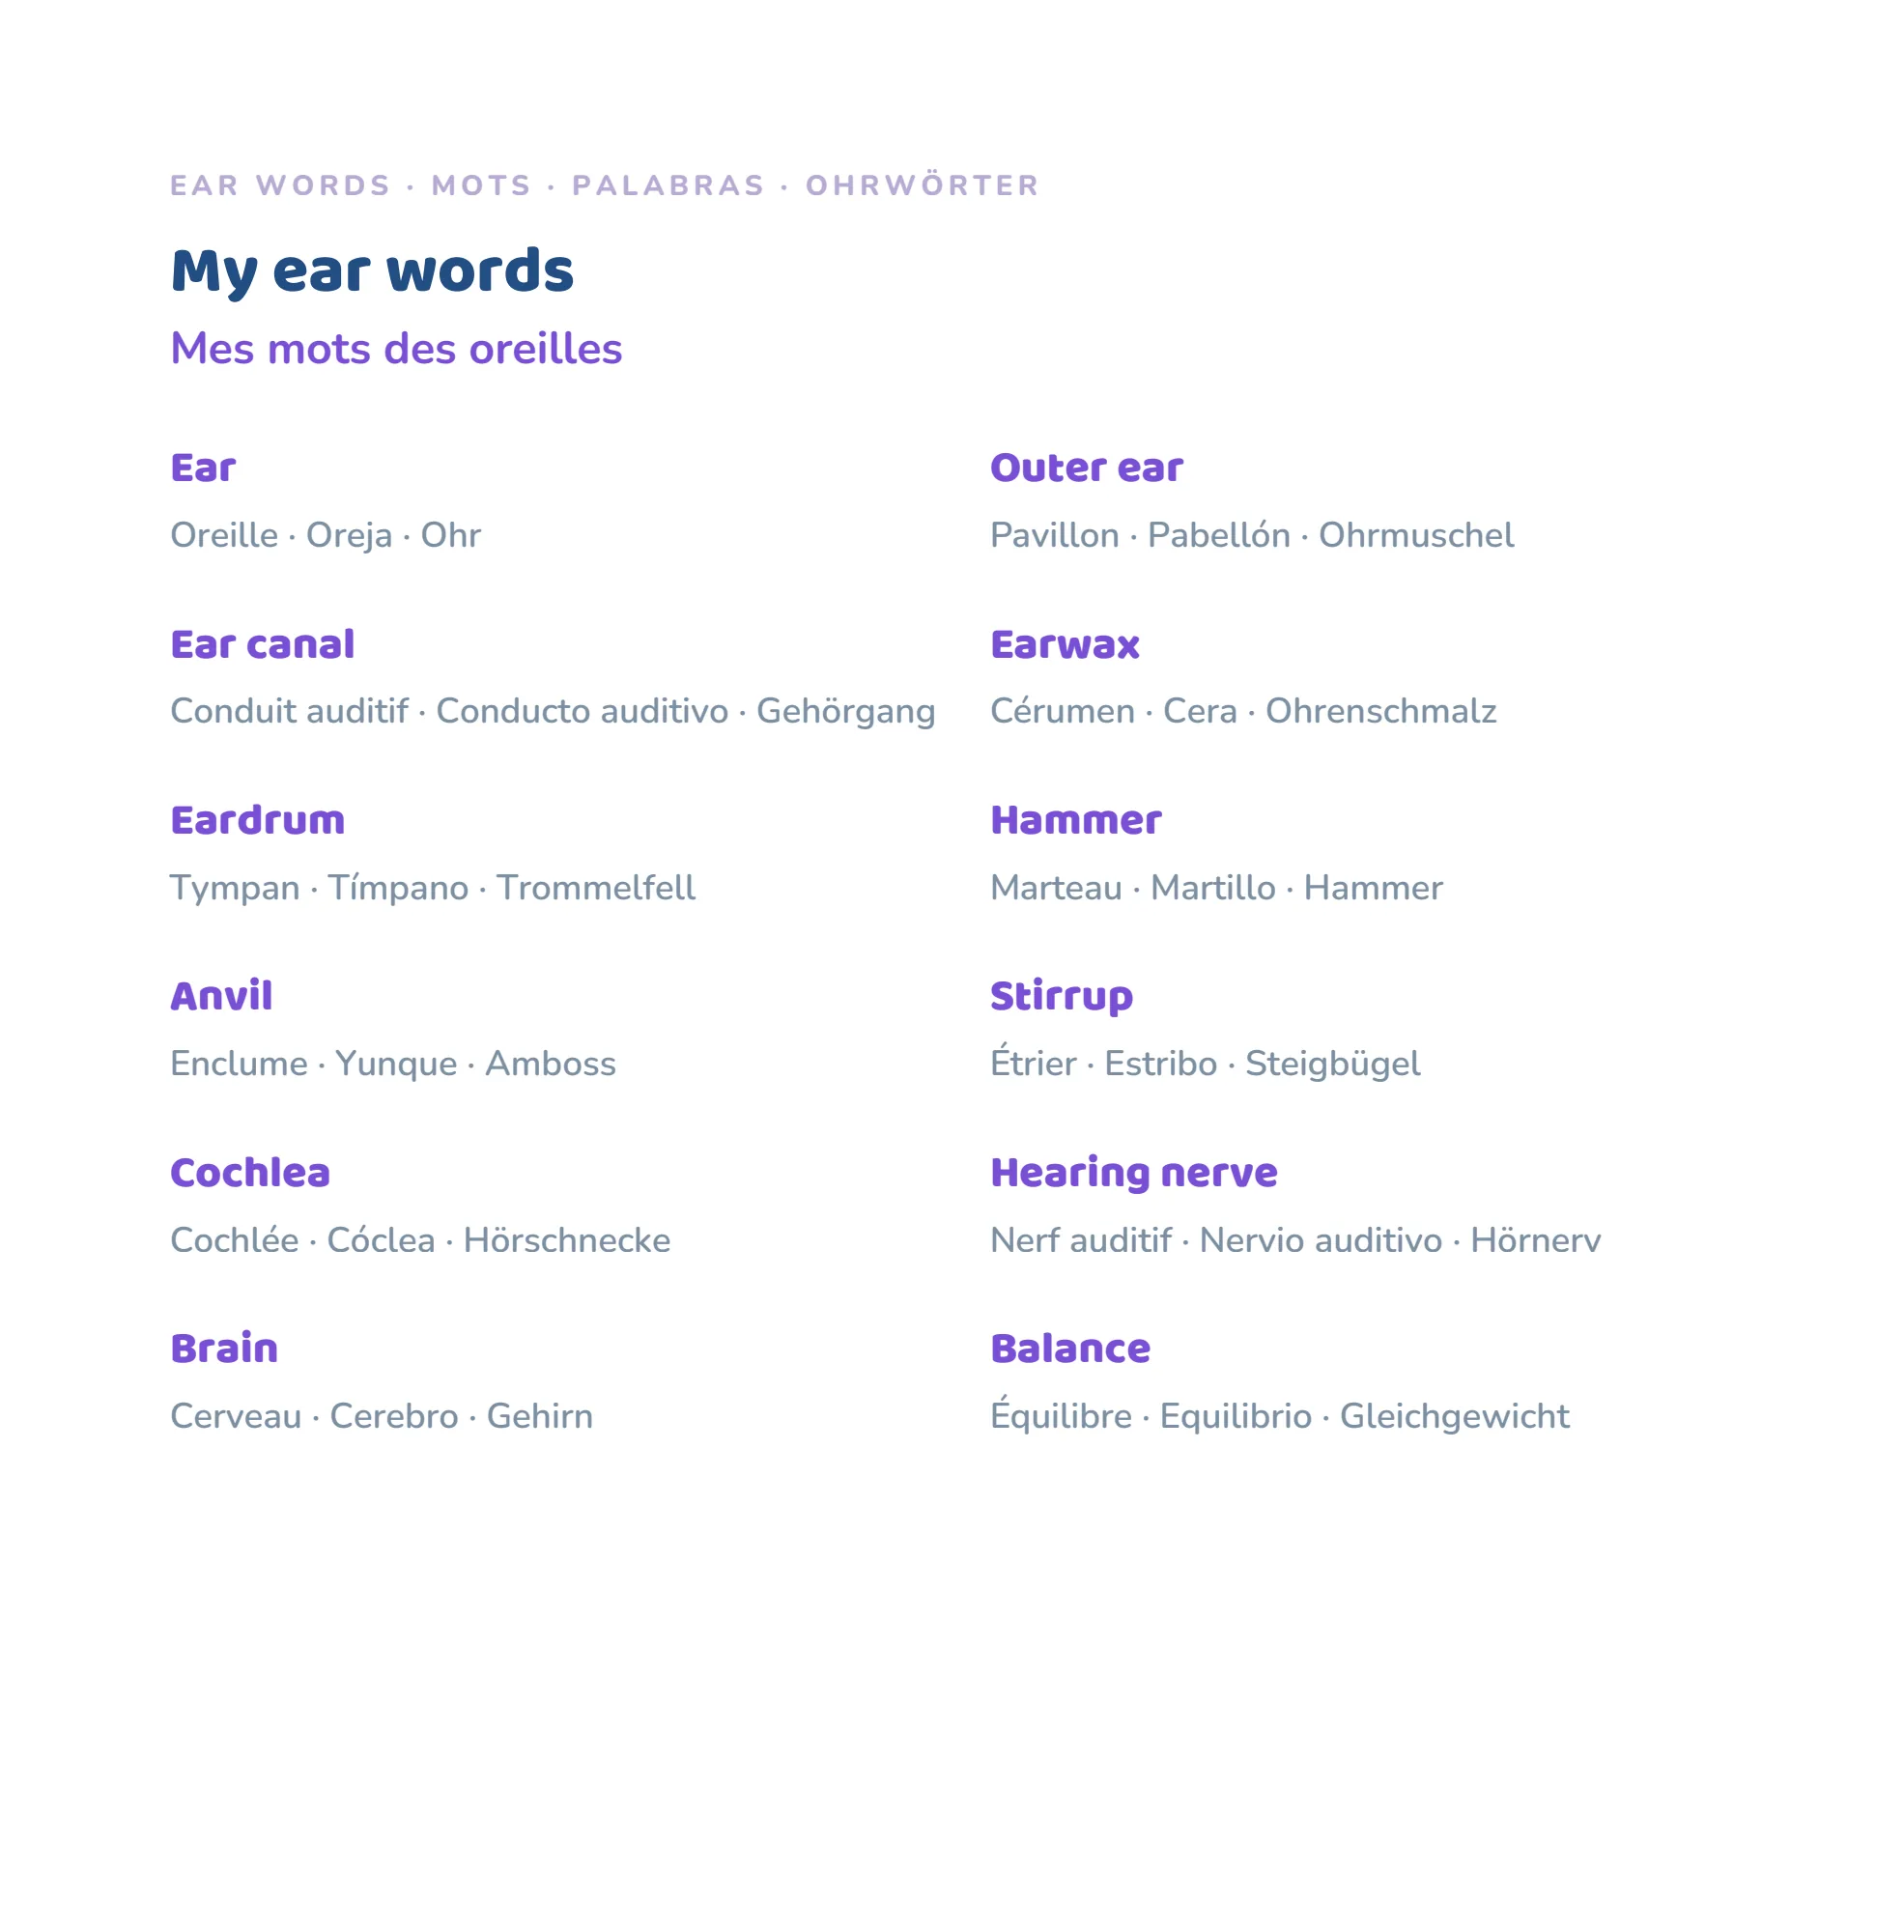 EAR WORDS · MOTS · PALABRAS · OHRWÖRTER
My ear words
Mes mots des oreilles
Ear
Oreille · Oreja · Ohr
Outer ear
Pavillon · Pabellón · Ohrmuschel
Ear canal
Conduit auditif · Conducto auditivo · Gehörgang
Earwax
Cérumen · Cera · Ohrenschmalz
Eardrum
Tympan · Tímpano · Trommelfell
Hammer
Marteau · Martillo · Hammer
Anvil
Enclume · Yunque · Amboss
Stirrup
Étrier · Estribo · Steigbügel
Cochlea
Cochlée · Cóclea · Hörschnecke
Hearing nerve
Nerf auditif · Nervio auditivo · Hörnerv
Brain
Cerveau · Cerebro · Gehirn
Balance
Équilibre · Equilibrio · Gleichgewicht